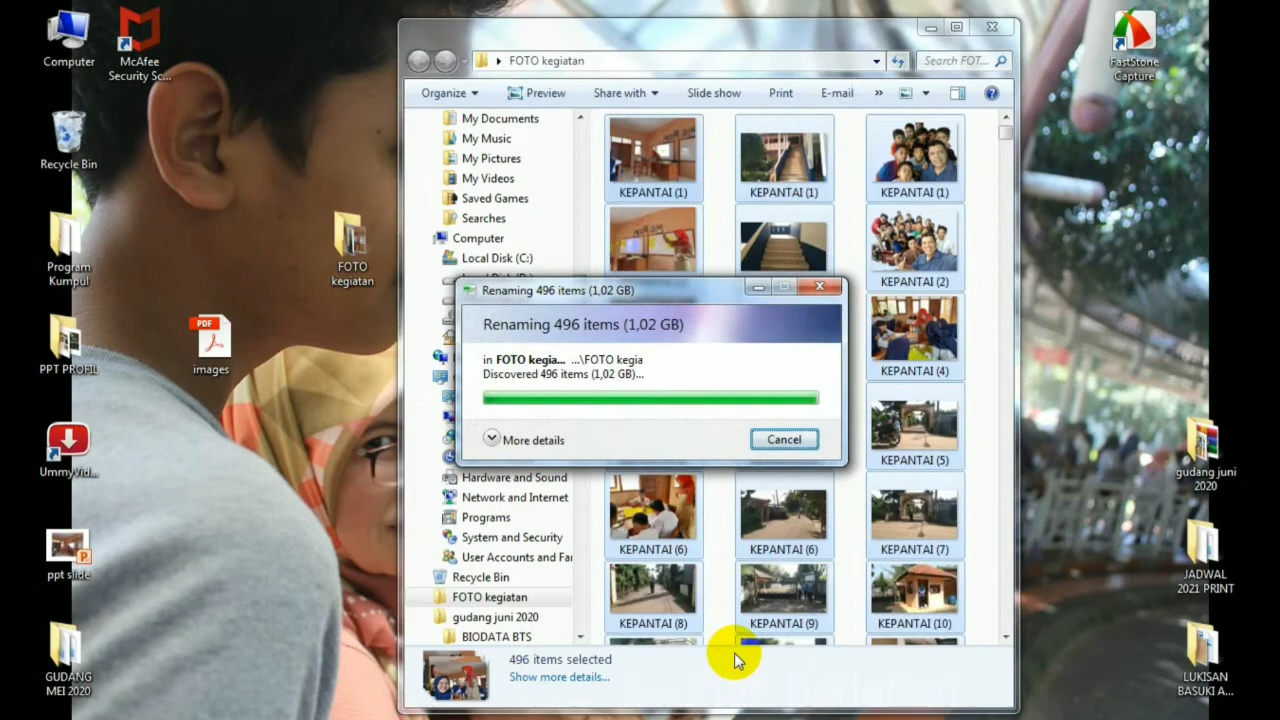 Computer
McAfee
Security Sc...
Recycle Bin
Program
Kumpul
FOTO
kegiatan
images
PPT PROFIL
UmmyVid...
ppt slide
GUDANG
MEI 2020
FastStone
Capture
gudang juni
2020
JADWAL
2021 PRINT
LUKISAN
BASUKI A...
FOTO kegiatan
Search FOT...
Organize
Preview
Share with
Slide show
Print
E-mail
»
My Documents
My Music
My Pictures
My Videos
Saved Games
Searches
Computer
Local Disk (C:)
Hardware and Sound
Network and Internet
Programs
System and Security
User Accounts and Fa
Recycle Bin
FOTO kegiatan
gudang juni 2020
BIODATA BTS
KEPANTAI (1)
KEPANTAI (1)
KEPANTAI (1)
KEPANTAI (2)
KEPANTAI (4)
KEPANTAI (5)
KEPANTAI (6)
KEPANTAI (6)
KEPANTAI (7)
KEPANTAI (8)
KEPANTAI (9)
KEPANTAI (10)
Renaming 496 items (1,02 GB)
Renaming 496 items (1,02 GB)
in FOTO kegia... ...\FOTO kegia
Discovered 496 items (1,02 GB)...
More details
Cancel
496 items selected
Show more details...
PDF